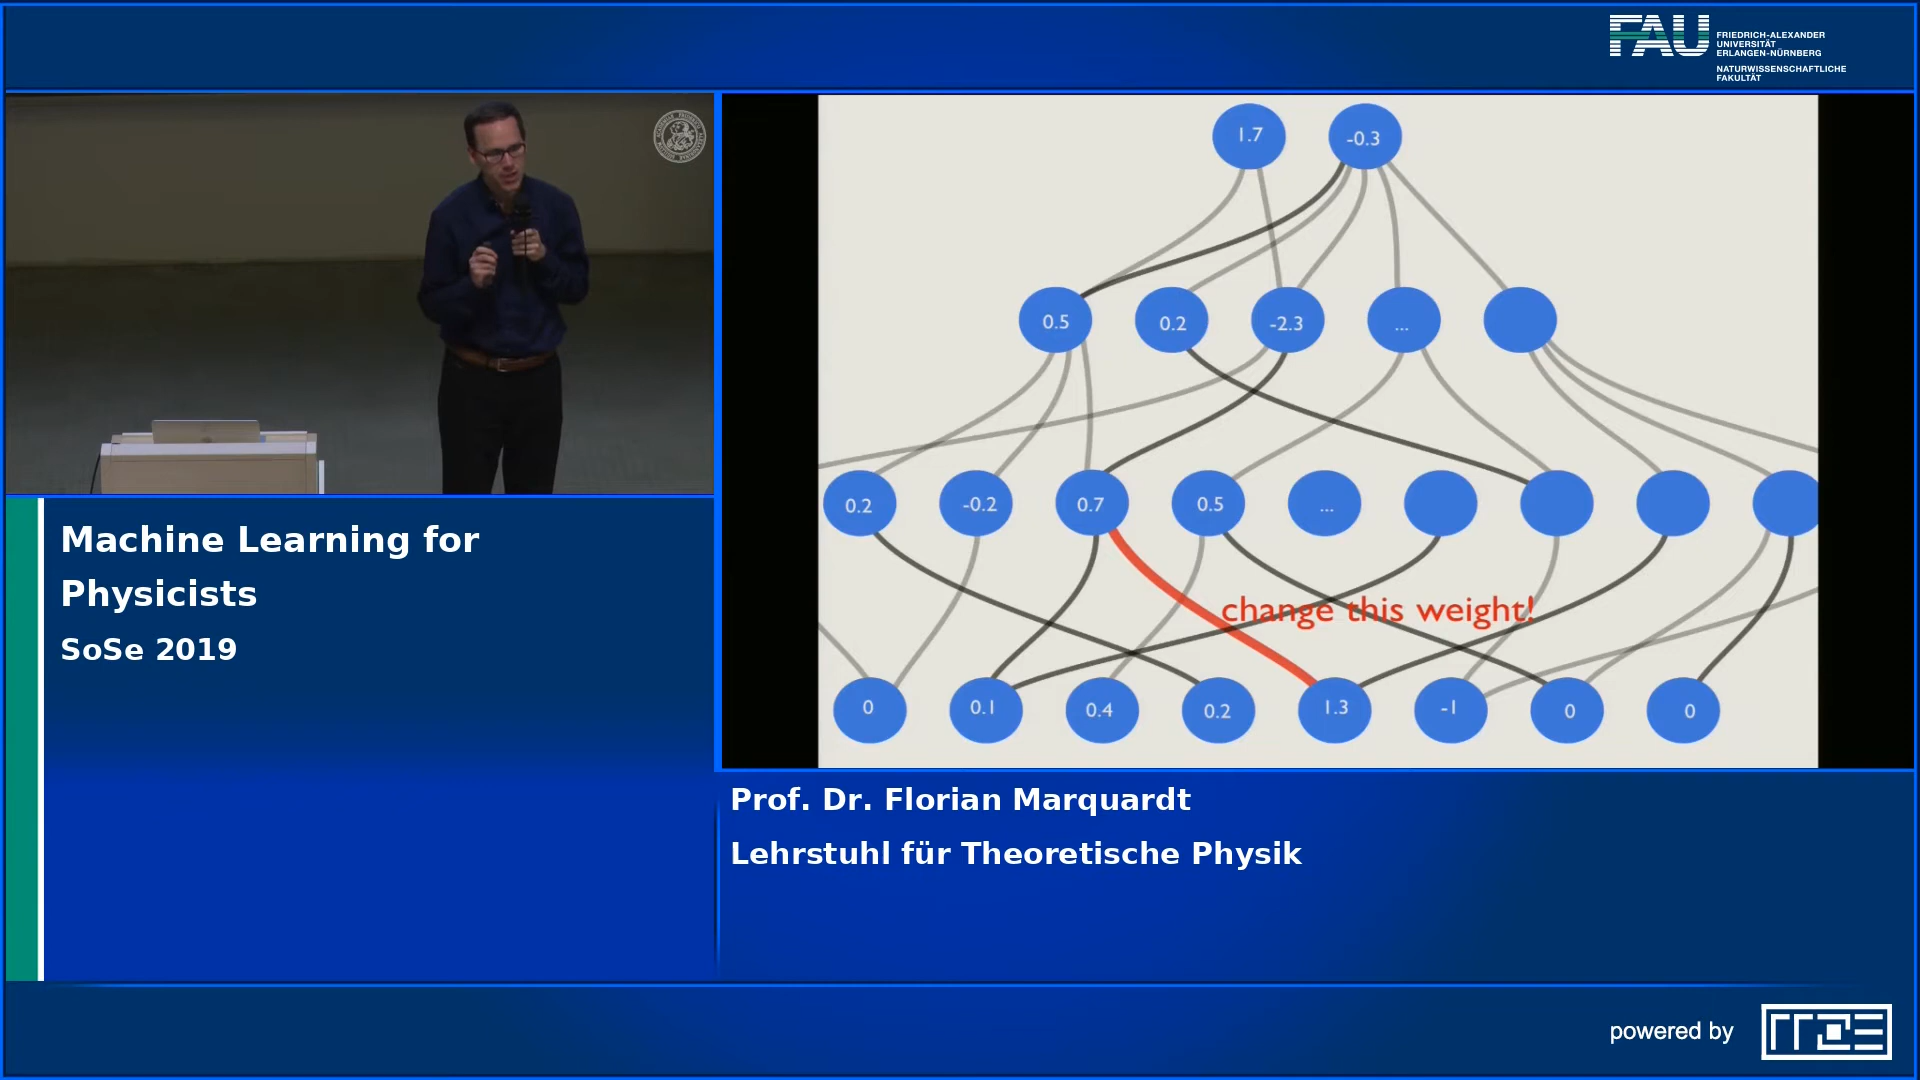 FAU
FRIEDRICH-ALEXANDER
UNIVERSITÄT
ERLANGEN-NÜRNBERG
NATURWISSENSCHAFTLICHE
FAKULTÄT
1.7 -0.3
0.5 0.2 -2.3 ...
0.2 -0.2 0.7 0.5 ...
change this weight!
0 0.1 0.4 0.2 1.3 -1 0 0
Machine Learning for
Physicists
SoSe 2019
Prof. Dr. Florian Marquardt
Lehrstuhl für Theoretische Physik
powered by